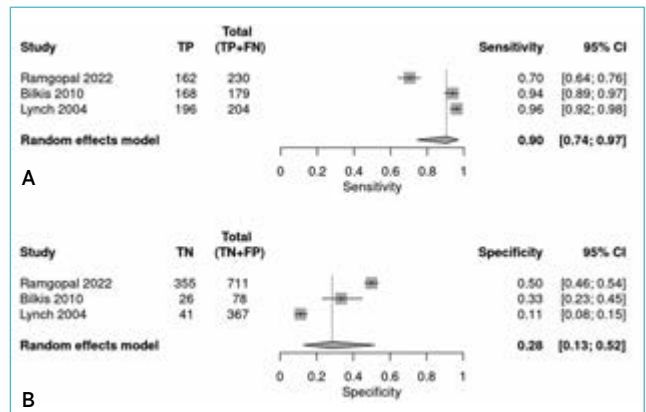 Total
Study TP (TP+FN) Sensitivity 95% CI
Ramgopal 2022 162 230 0.70 [0.64; 0.76]
Bilkis 2010 168 179 0.94 [0.89; 0.97]
Lynch 2004 196 204 0.96 [0.92; 0.98]
Random effects model 0.90 [0.74; 0.97]
0 0.2 0.4 0.6 0.8 1
Sensitivity
A
Total
Study TN (TN+FP) Specificity 95% CI
Ramgopal 2022 355 711 0.50 [0.46; 0.54]
Bilkis 2010 26 78 0.33 [0.23; 0.45]
Lynch 2004 41 367 0.11 [0.08; 0.15]
Random effects model 0.28 [0.13; 0.52]
0 0.2 0.4 0.6 0.8 1
Specificity
B